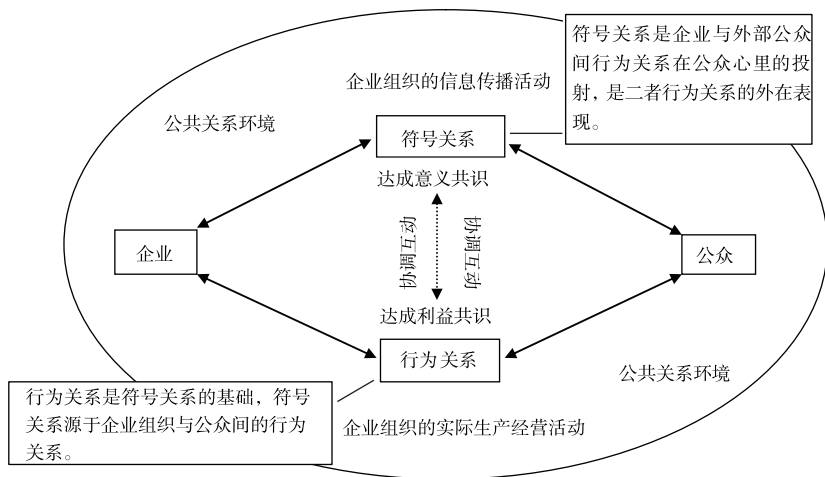 符号关系是企业与外部公众
间行为关系在公众心里的投
射，是二者行为关系的外在表
现。
企业组织的信息传播活动
公共关系环境
符号关系
达成意义共识
企业
协调互动
协调互动
公众
达成利益共识
行为关系
公共关系环境
行为关系是符号关系的基础，符号
关系源于企业组织与公众间的行为
关系。
企业组织的实际生产经营活动